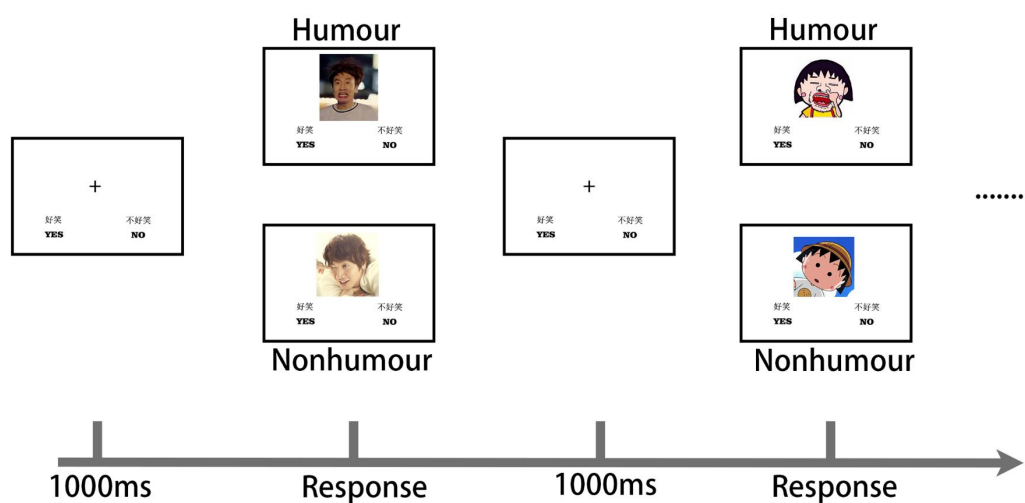 Humour
好笑 不好笑
YES NO
Humour
好笑 不好笑
YES NO
+
好笑 不好笑
YES NO
+
好笑 不好笑
YES NO
.......
好笑 不好笑
YES NO
Nonhumour
好笑 不好笑
YES NO
Nonhumour
1000ms Response 1000ms Response